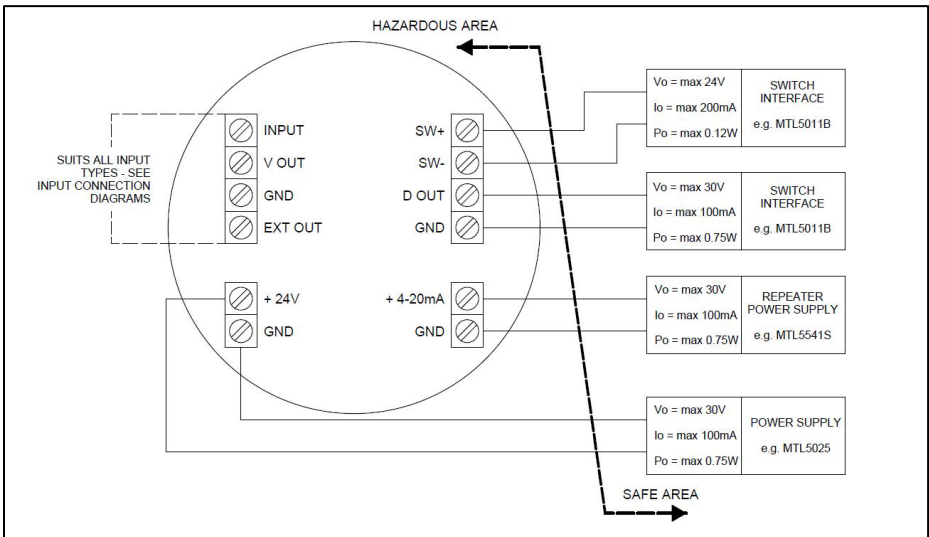 HAZARDOUS AREA
SUITS ALL INPUT
TYPES - SEE
INPUT CONNECTION
DIAGRAMS
INPUT
V OUT
GND
EXT OUT
+ 24V
GND
SW+
SW-
D OUT
GND
+ 4-20mA
GND
Vo = max 24V
Io = max 200mA
Po = max 0.12W
SWITCH
INTERFACE
e.g. MTL5011B
Vo = max 30V
Io = max 100mA
Po = max 0.75W
SWITCH
INTERFACE
e.g. MTL5011B
Vo = max 30V
Io = max 100mA
Po = max 0.75W
REPEATER
POWER SUPPLY
e.g. MTL5541S
Vo = max 30V
Io = max 100mA
Po = max 0.75W
POWER SUPPLY
e.g. MTL5025
SAFE AREA